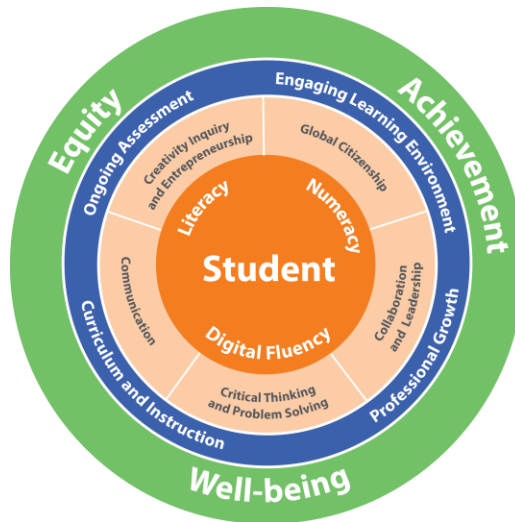 Equity
Achievement
Well-being
Ongoing Assessment
Engaging Learning Environment
Curriculum and Instruction
Professional Growth
Creativity Inquiry
and Entrepreneurship
Global Citizenship
Communication
Collaboration
and Leadership
Critical Thinking
and Problem Solving
Literacy
Numeracy
Student
Digital Fluency